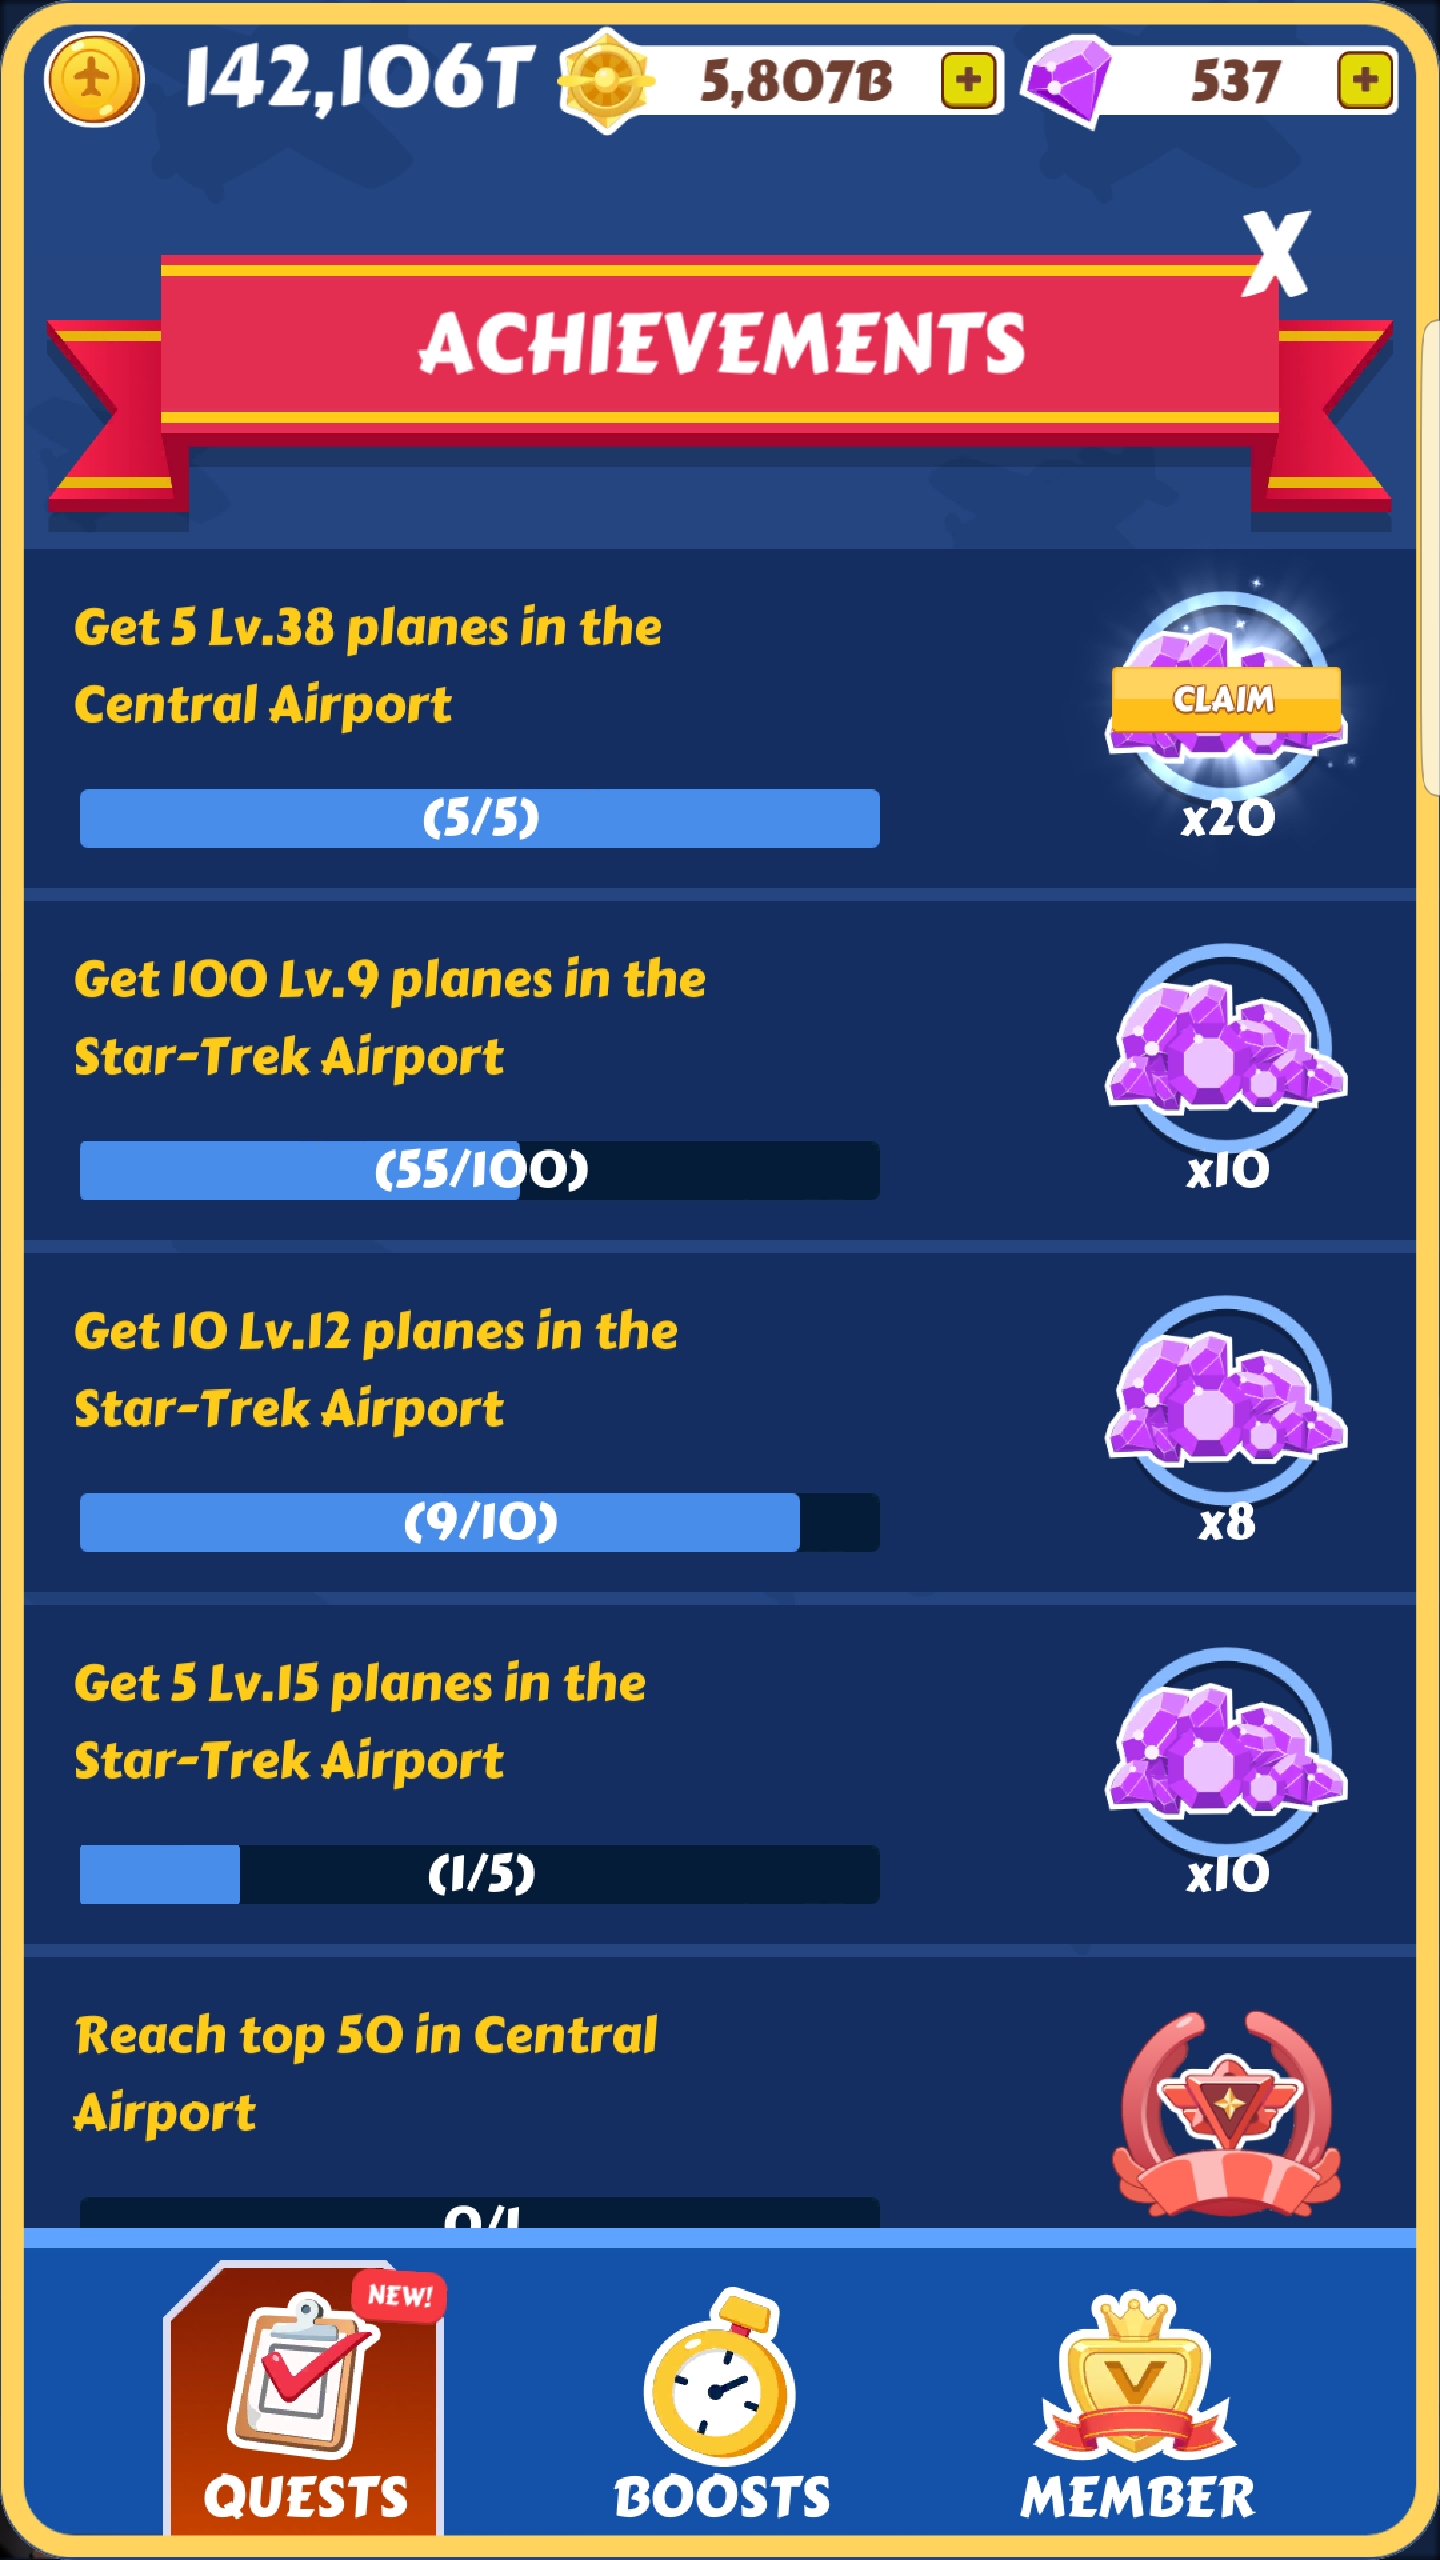 142,106T 5,807B + 537 +
X
ACHIEVEMENTS
Get 5 Lv.38 planes in the
Central Airport
CLAIM
(5/5)
x20
Get 100 Lv.9 planes in the
Star-Trek Airport
(55/100)
x10
Get 10 Lv.12 planes in the
Star-Trek Airport
(9/10)
x8
Get 5 Lv.15 planes in the
Star-Trek Airport
(1/5)
x10
Reach top 50 in Central
Airport
0/1
NEW!
V
QUESTS BOOSTS MEMBER